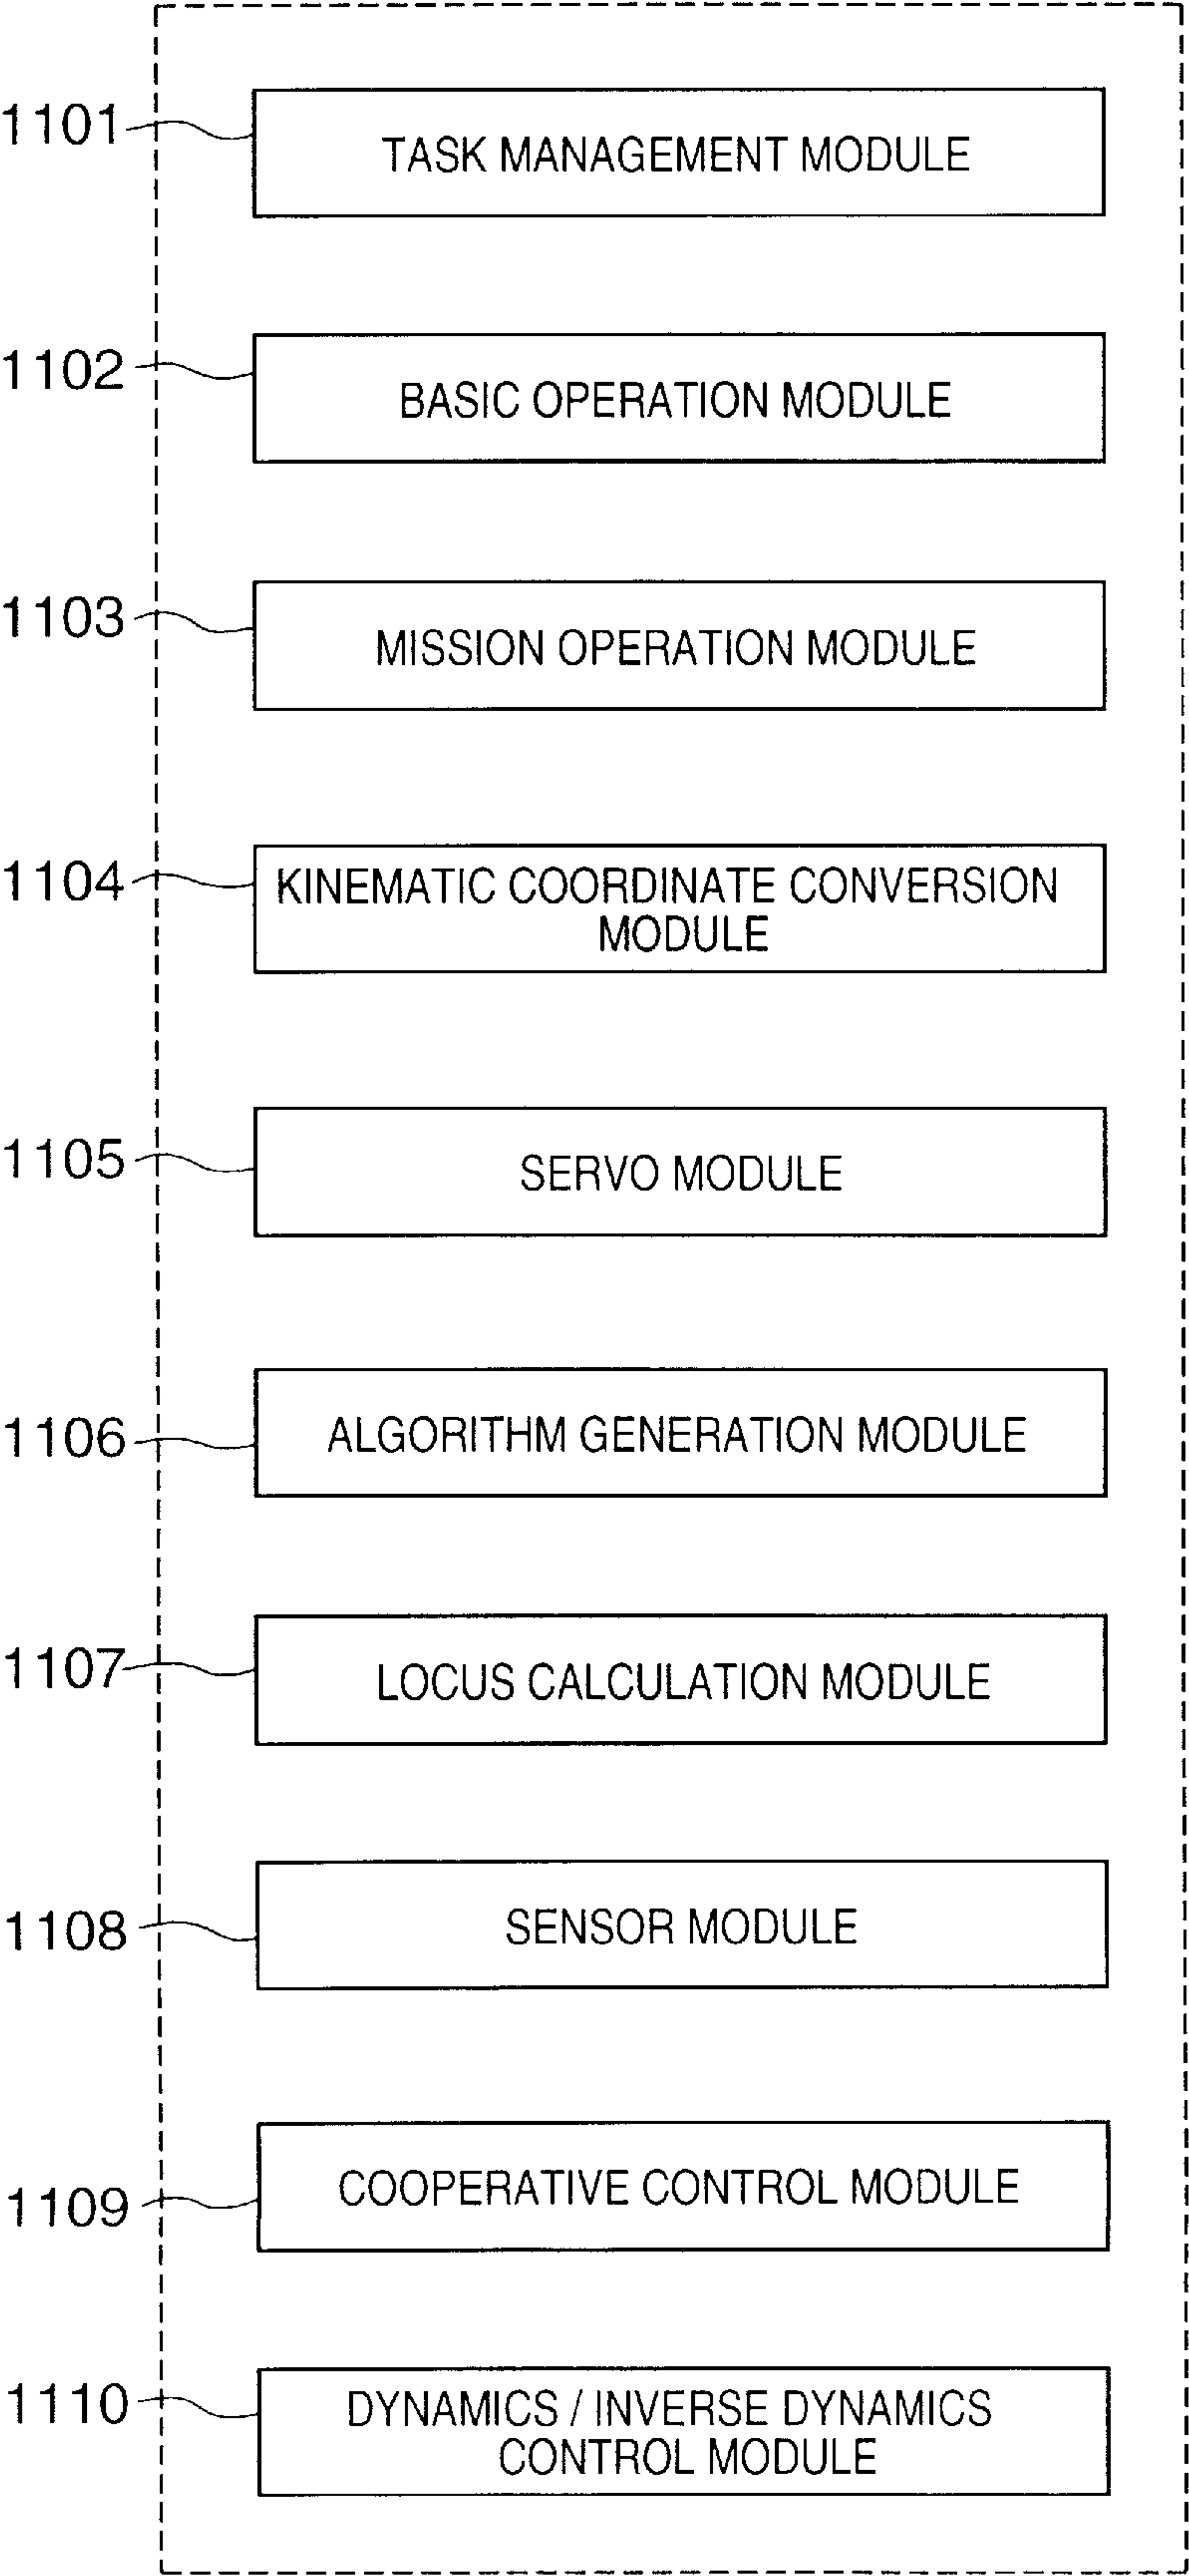 1101
TASK MANAGEMENT MODULE
1102
BASIC OPERATION MODULE
1103
MISSION OPERATION MODULE
1104
KINEMATIC COORDINATE CONVERSION
MODULE
1105
SERVO MODULE
1106
ALGORITHM GENERATION MODULE
1107
LOCUS CALCULATION MODULE
1108
SENSOR MODULE
1109
COOPERATIVE CONTROL MODULE
1110
DYNAMICS / INVERSE DYNAMICS
CONTROL MODULE